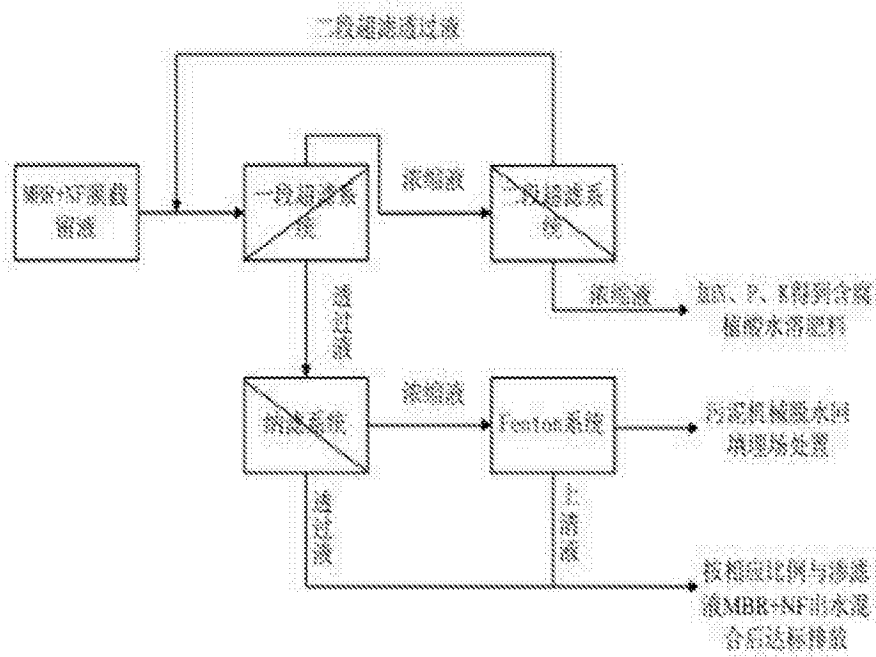 二段超滤透过液
MBR+NF膜截
留液
一段超滤系
统
浓缩液
二段超滤系
统
浓缩液
加N、P、K得到含腐
植酸水溶肥料
透过液
纳滤系统
浓缩液
Fenton系统
污泥机械脱水回
填埋场处置
透过液
上清液
按相应比例与渗滤
液MBR+NF出水混
合后达标排放